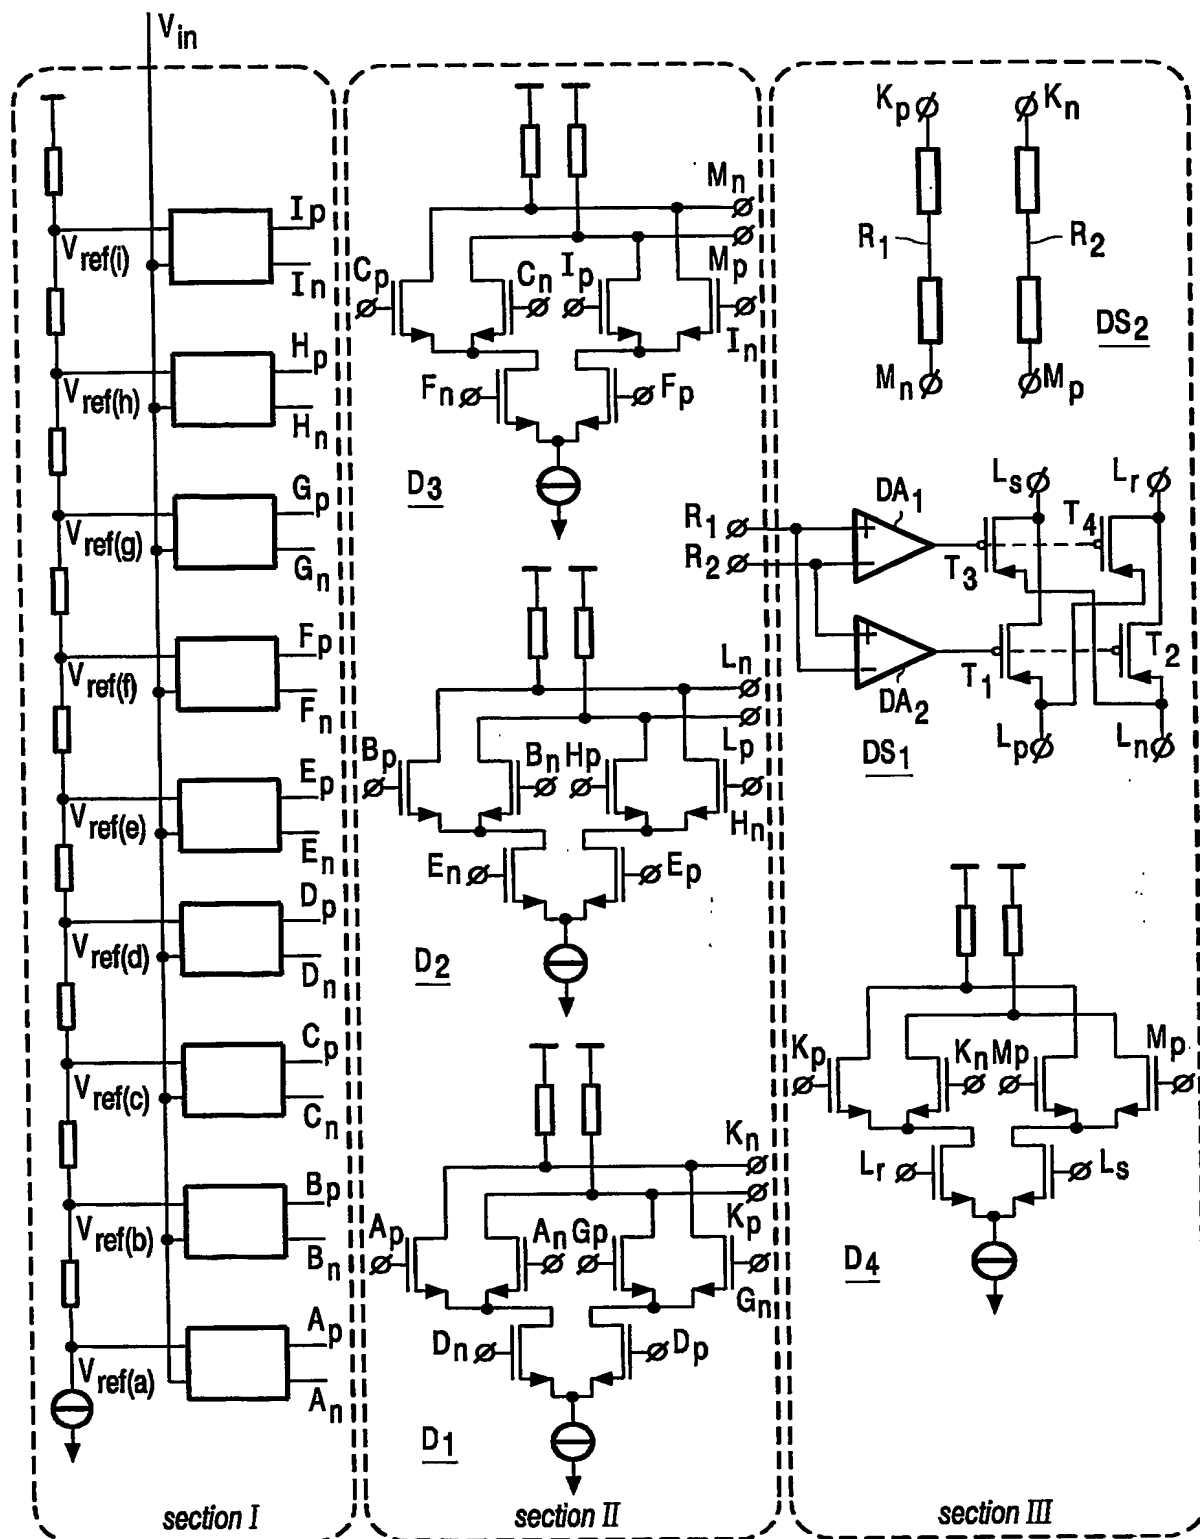 Vin
Ip
Vref(i)
In
Hp
Vref(h)
Hn
Gp
Vref(g)
Gn
Fp
Vref(f)
Fn
Ep
Vref(e)
En
Dp
Vref(d)
Dn
Cp
Vref(c)
Cn
Bp
Vref(b)
Bn
Ap
Vref(a)
An
section I
Mn
Cp
Cn
Ip
Mp
In
Fn
Fp
D3
Ln
Bp
Bn
Hp
Lp
Hn
En
Ep
D2
Kn
Ap
An
Gp
Kp
Gn
Dn
Dp
D1
section II
Kp
Kn
R1
R2
DS2
Mn
Mp
Ls
Lr
DA1
R1
T4
R2
T3
T2
T1
DA2
Lp
Ln
DS1
Kp
Kn
Mp
Mp
Lr
Ls
D4
section III